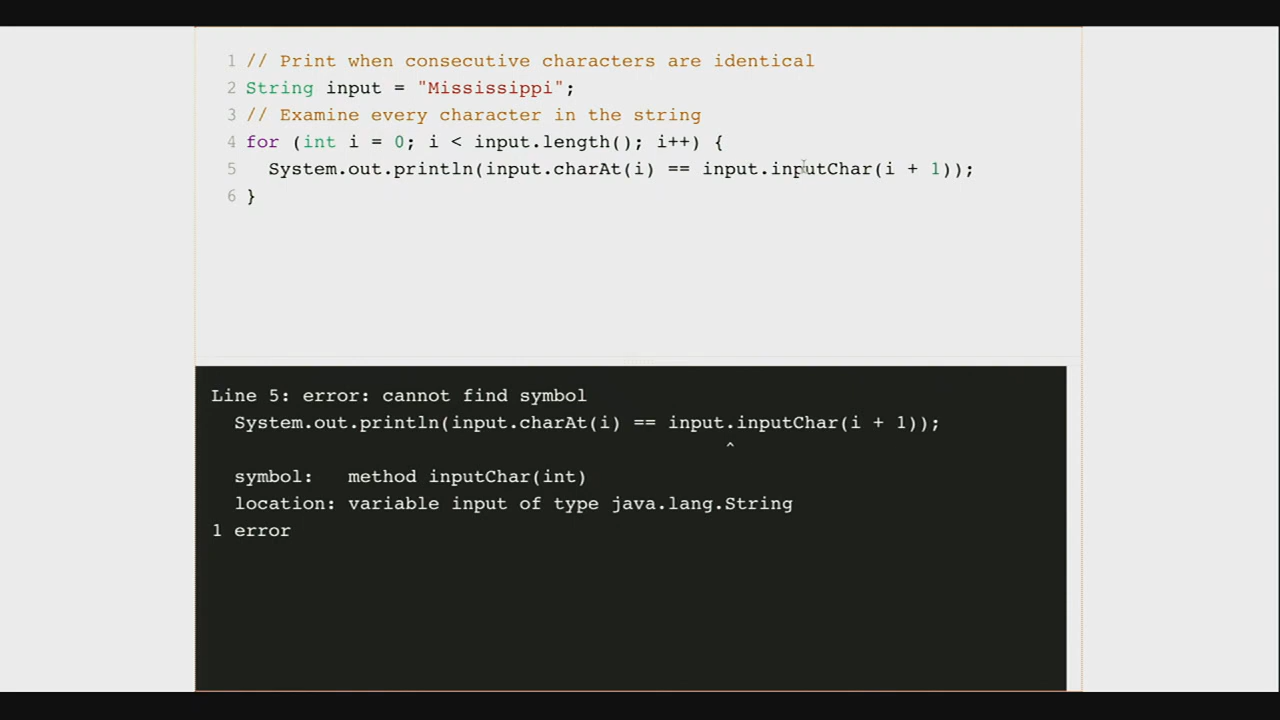 1 // Print when consecutive characters are identical
2 String input = "Mississippi";
3 // Examine every character in the string
4 for (int i = 0; i < input.length(); i++) {
5   System.out.println(input.charAt(i) == input.inputChar(i + 1));
6 }
Line 5: error: cannot find symbol
  System.out.println(input.charAt(i) == input.inputChar(i + 1));
                                             ^
  symbol:   method inputChar(int)
  location: variable input of type java.lang.String
1 error